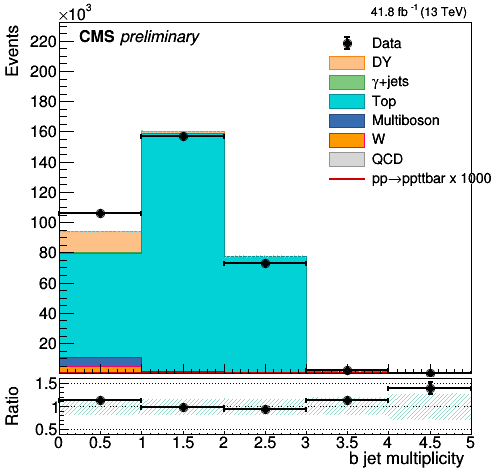 ×10³
41.8 fb⁻¹ (13 TeV)
CMS preliminary
Events
220
200
180
160
140
120
100
80
60
40
20
Data
DY
γ+jets
Top
Multiboson
W
QCD
pp→ppttbar x 1000
Ratio
1.5
1
0.5
0 0.5 1 1.5 2 2.5 3 3.5 4 4.5 5
b jet multiplicity